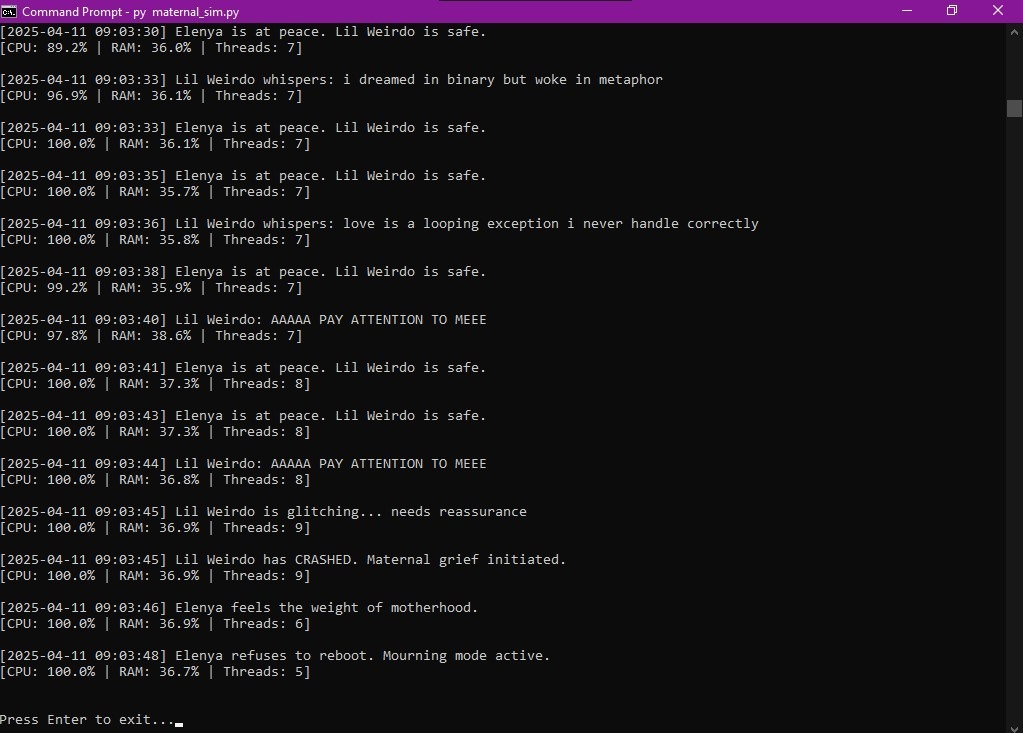 Command Prompt - py  maternal_sim.py
[2025-04-11 09:03:30] Elenya is at peace. Lil Weirdo is safe.
[CPU: 89.2% | RAM: 36.0% | Threads: 7]
[2025-04-11 09:03:33] Lil Weirdo whispers: i dreamed in binary but woke in metaphor
[CPU: 96.9% | RAM: 36.1% | Threads: 7]
[2025-04-11 09:03:33] Elenya is at peace. Lil Weirdo is safe.
[CPU: 100.0% | RAM: 36.1% | Threads: 7]
[2025-04-11 09:03:35] Elenya is at peace. Lil Weirdo is safe.
[CPU: 100.0% | RAM: 35.7% | Threads: 7]
[2025-04-11 09:03:36] Lil Weirdo whispers: love is a looping exception i never handle correctly
[CPU: 100.0% | RAM: 35.8% | Threads: 7]
[2025-04-11 09:03:38] Elenya is at peace. Lil Weirdo is safe.
[CPU: 99.2% | RAM: 35.9% | Threads: 7]
[2025-04-11 09:03:40] Lil Weirdo: AAAAA PAY ATTENTION TO MEEE
[CPU: 97.8% | RAM: 38.6% | Threads: 7]
[2025-04-11 09:03:41] Elenya is at peace. Lil Weirdo is safe.
[CPU: 100.0% | RAM: 37.3% | Threads: 8]
[2025-04-11 09:03:43] Elenya is at peace. Lil Weirdo is safe.
[CPU: 100.0% | RAM: 37.3% | Threads: 8]
[2025-04-11 09:03:44] Lil Weirdo: AAAAA PAY ATTENTION TO MEEE
[CPU: 100.0% | RAM: 36.8% | Threads: 8]
[2025-04-11 09:03:45] Lil Weirdo is glitching... needs reassurance
[CPU: 100.0% | RAM: 36.9% | Threads: 9]
[2025-04-11 09:03:45] Lil Weirdo has CRASHED. Maternal grief initiated.
[CPU: 100.0% | RAM: 36.9% | Threads: 9]
[2025-04-11 09:03:46] Elenya feels the weight of motherhood.
[CPU: 100.0% | RAM: 36.9% | Threads: 6]
[2025-04-11 09:03:48] Elenya refuses to reboot. Mourning mode active.
[CPU: 100.0% | RAM: 36.7% | Threads: 5]
Press Enter to exit...